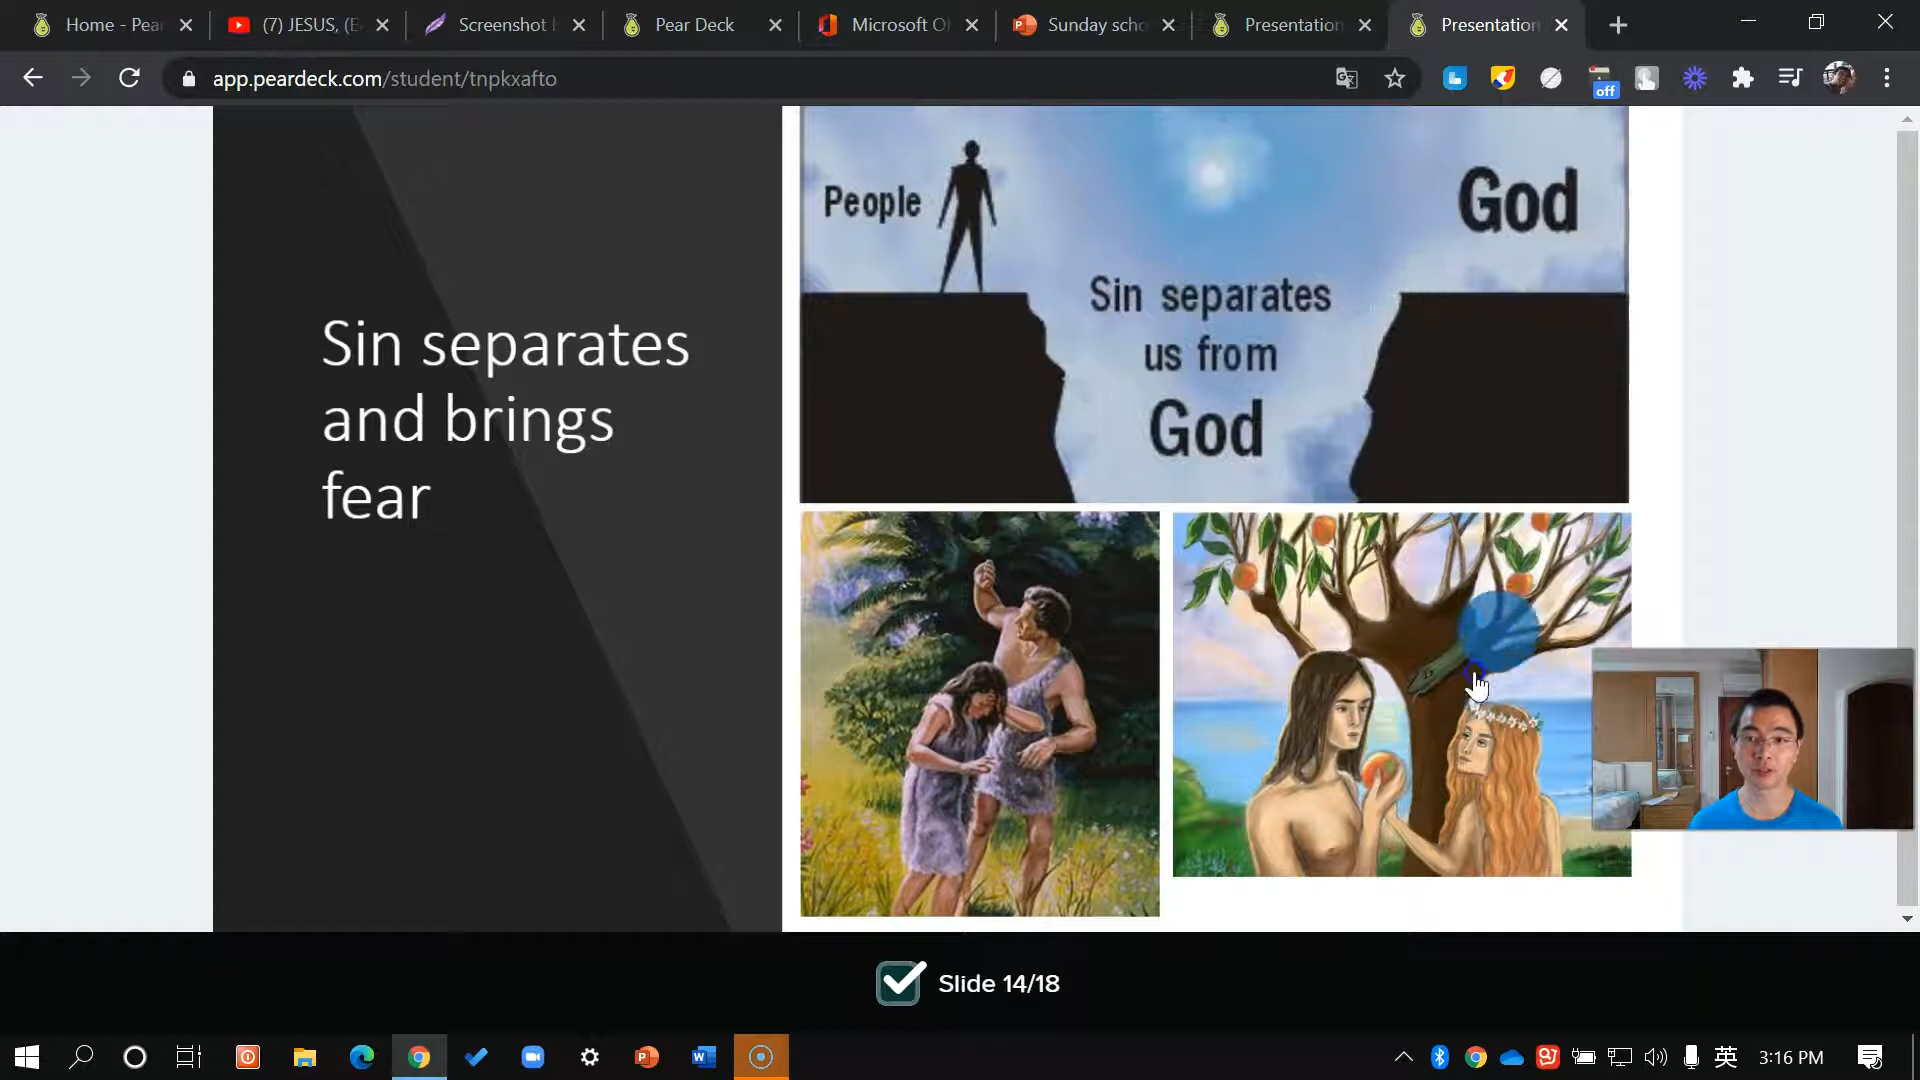 Home - Pea
(7) JESUS, (E
Screenshot
Pear Deck
Microsoft O
Sunday scho
Presentation
Presentation
app.peardeck.com/student/tnpkxafto
off
People
God
Sin separates
us from
God
Sin separates
and brings
fear
Slide 14/18
英
3:16 PM